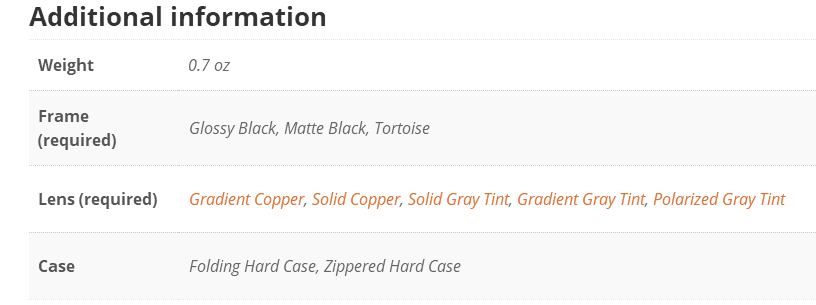 Additional information
Weight 0.7 oz
Frame
(required) Glossy Black, Matte Black, Tortoise
Lens (required) Gradient Copper, Solid Copper, Solid Gray Tint, Gradient Gray Tint, Polarized Gray Tint
Case Folding Hard Case, Zippered Hard Case